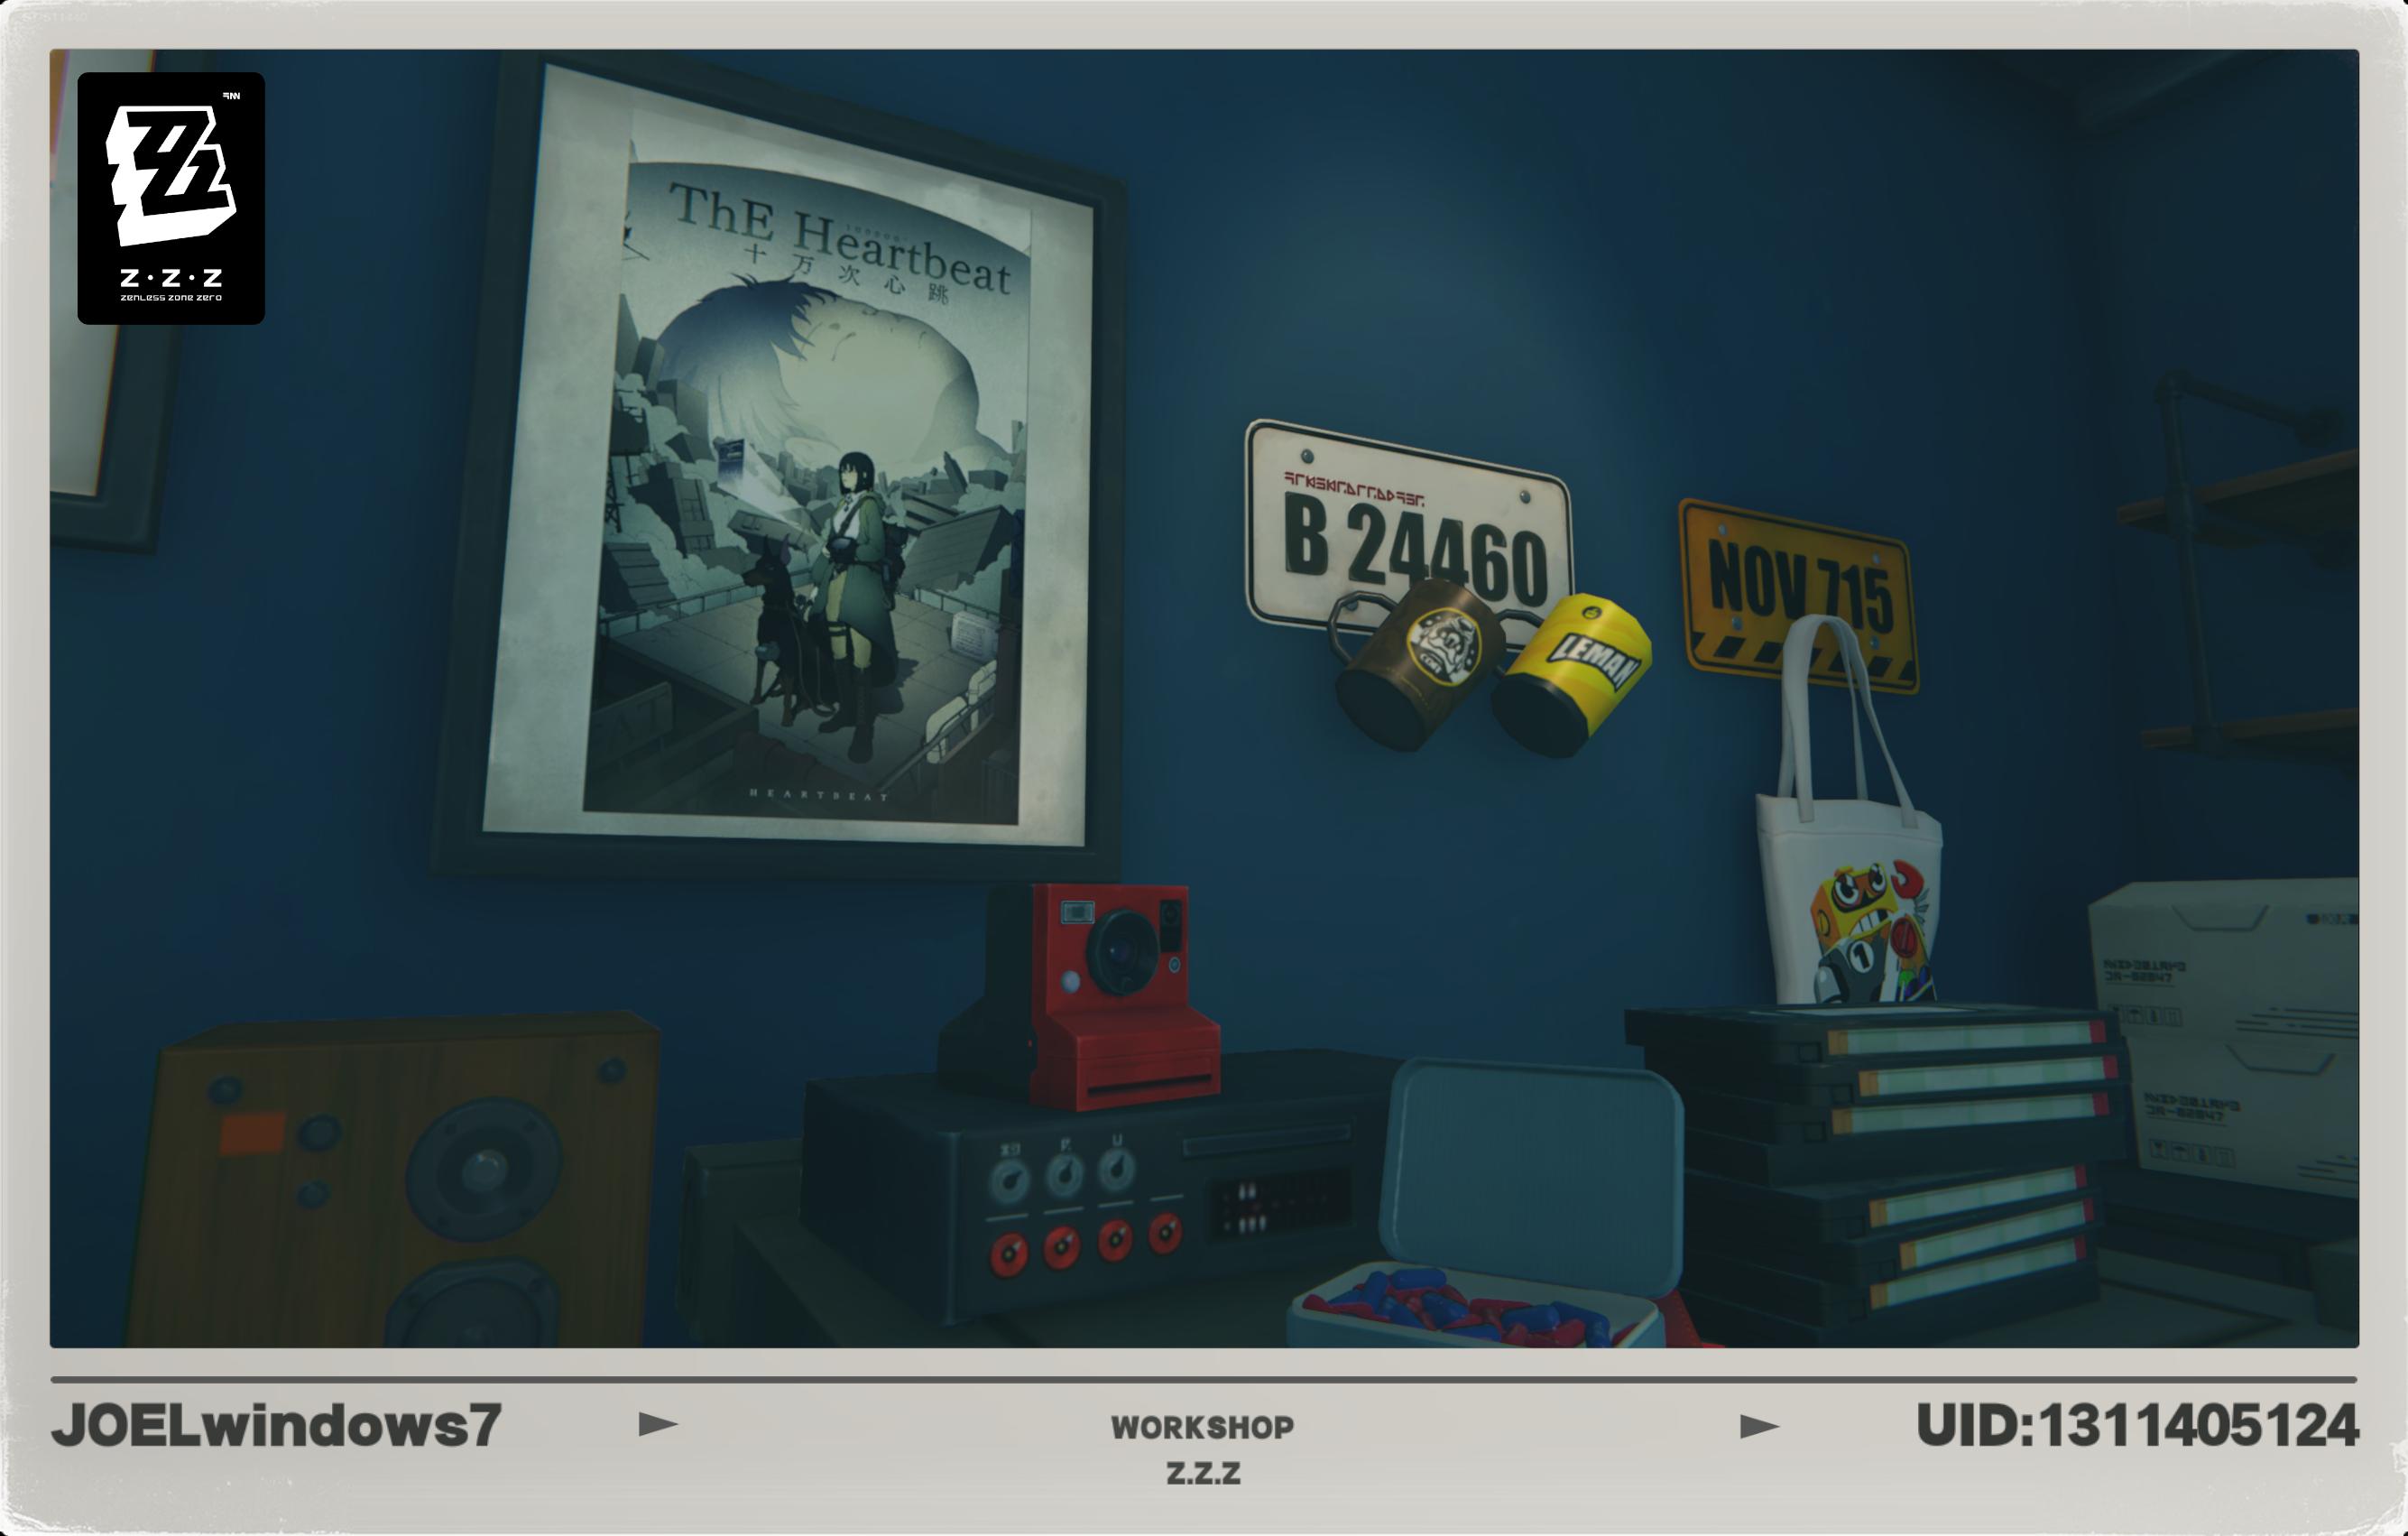 Z·Z·Z
ZENLESS ZONE ZERO
ThE Heartbeat
十万次心跳
HEARTBEAT
B 24460
NOV 715
LEMAN
1
JOELwindows7
WORKSHOP
Z.Z.Z
UID:1311405124